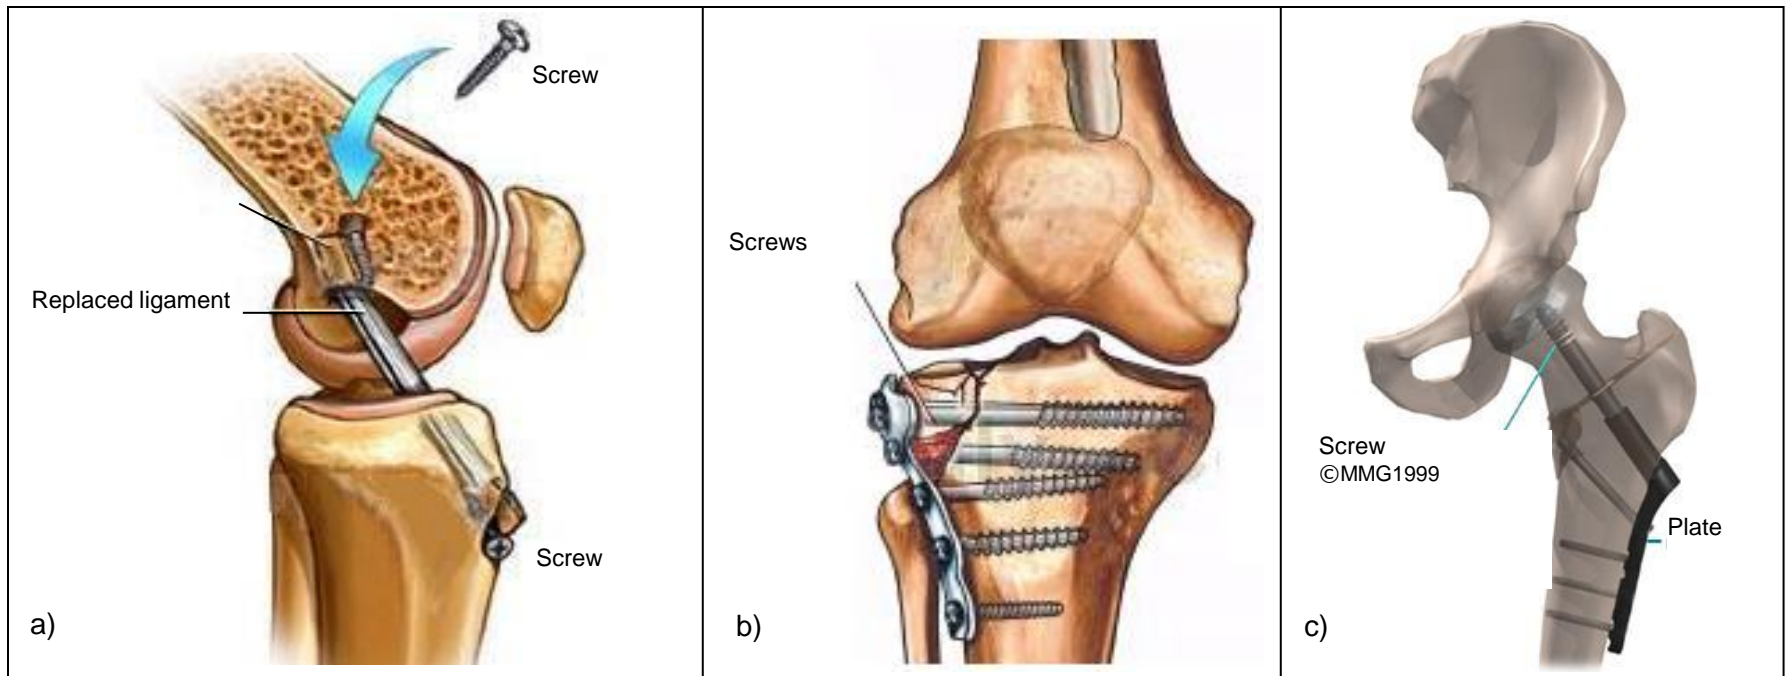 Screw
Replaced ligament
Screw
a)
Screws
b)
Screw
©MMG1999
Plate
c)